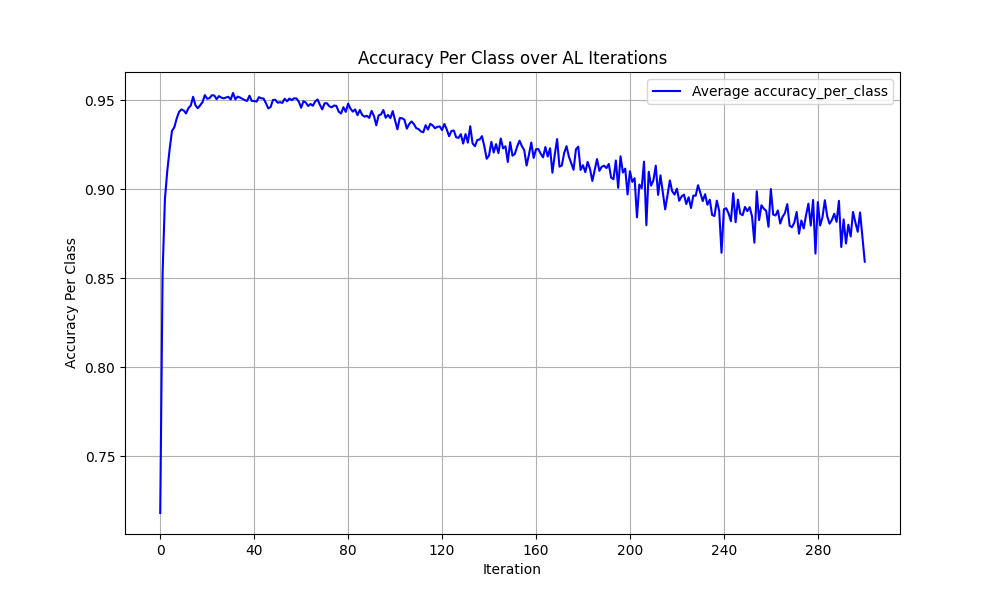 Accuracy Per Class over AL Iterations
Average accuracy_per_class
Accuracy Per Class
0.95
0.90
0.85
0.80
0.75
0 40 80 120 160 200 240 280
Iteration